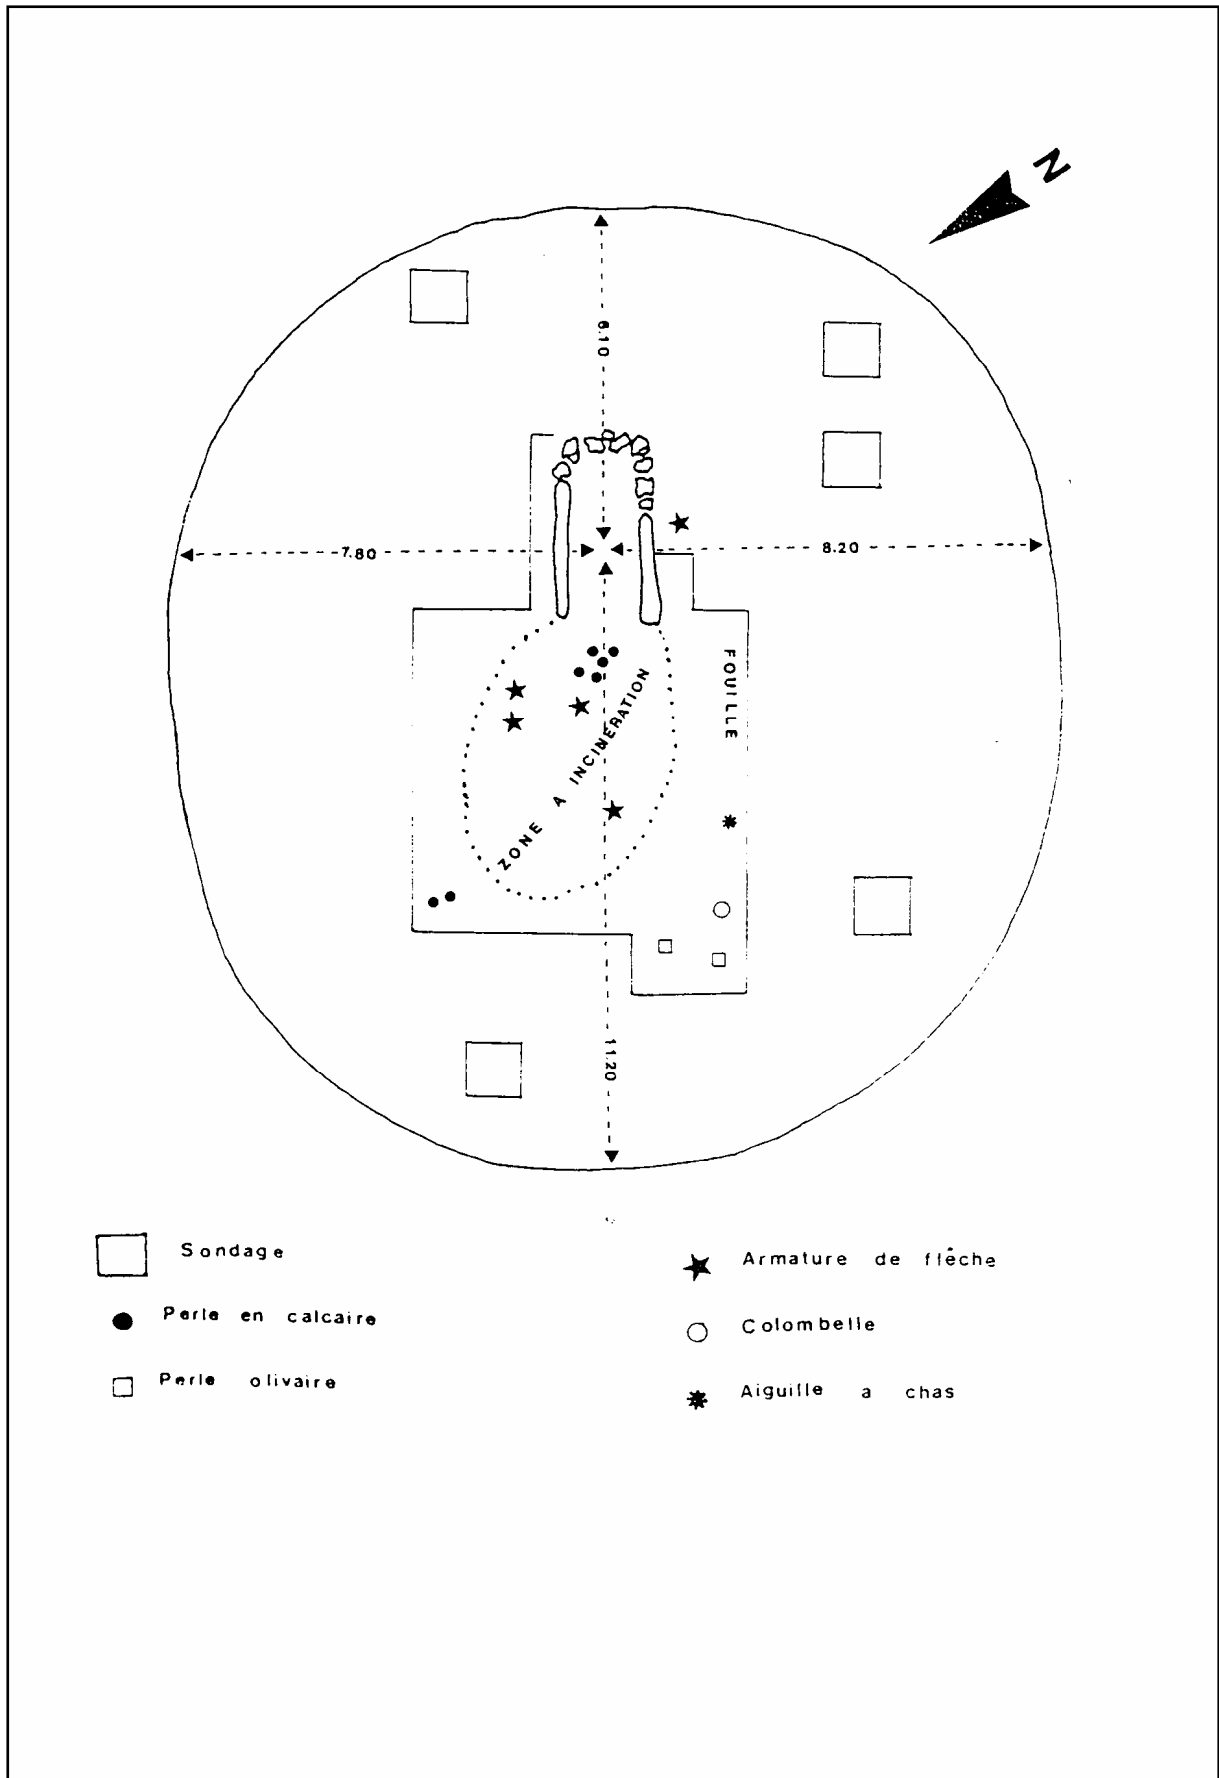 N
6.10
7.80
8.20
FOUILLE
ZONE A INCINERATION
11.20
Sondage
Perle en calcaire
Perle olivaire
Armature de flêche
Colombelle
Aiguille a chas